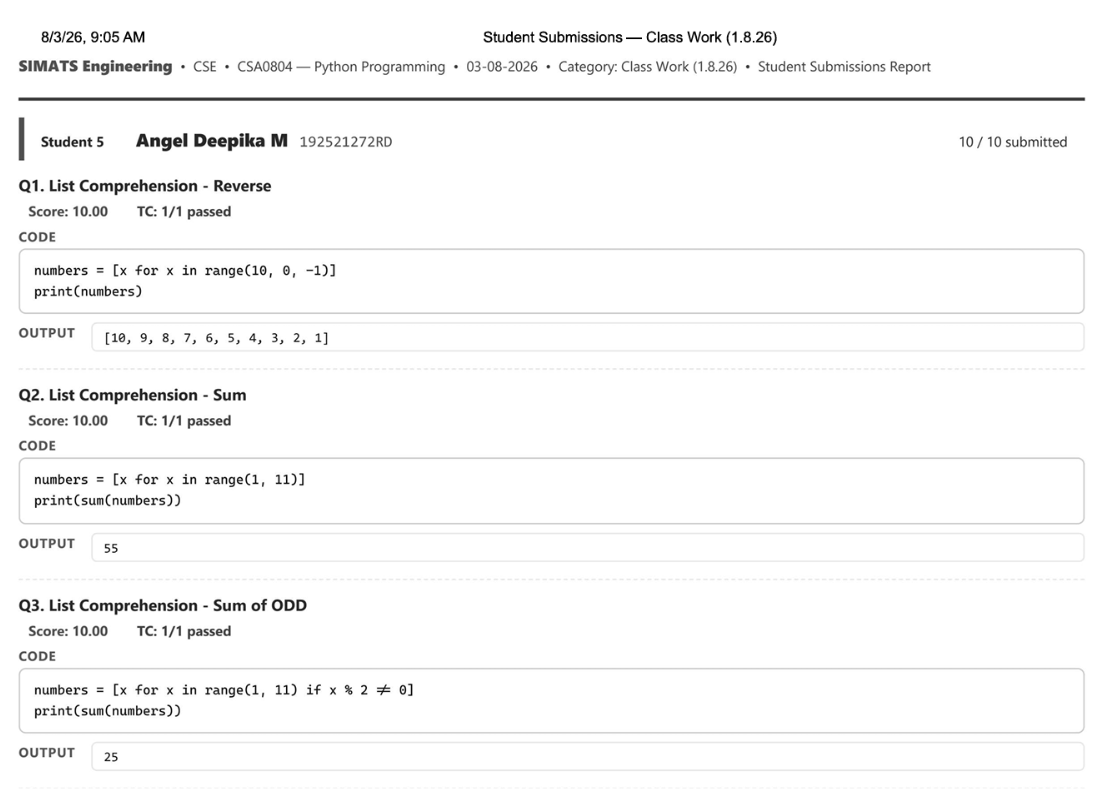 8/3/26, 9:05 AM Student Submissions — Class Work (1.8.26)
SIMATS Engineering • CSE • CSA0804 — Python Programming • 03-08-2026 • Category: Class Work (1.8.26) • Student Submissions Report
Student 5 Angel Deepika M 192521272RD 10 / 10 submitted
Q1. List Comprehension - Reverse
Score: 10.00 TC: 1/1 passed
CODE
numbers = [x for x in range(10, 0, -1)]
print(numbers)
OUTPUT [10, 9, 8, 7, 6, 5, 4, 3, 2, 1]
Q2. List Comprehension - Sum
Score: 10.00 TC: 1/1 passed
CODE
numbers = [x for x in range(1, 11)]
print(sum(numbers))
OUTPUT 55
Q3. List Comprehension - Sum of ODD
Score: 10.00 TC: 1/1 passed
CODE
numbers = [x for x in range(1, 11) if x % 2 ≠ 0]
print(sum(numbers))
OUTPUT 25